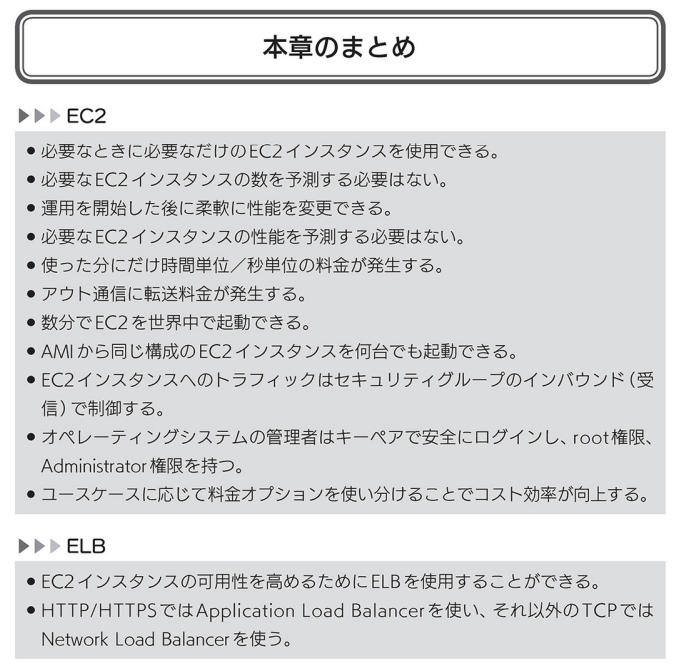 本章のまとめ
EC2
● 必要なときに必要なだけのEC2インスタンスを使用できる。
● 必要なEC2インスタンスの数を予測する必要はない。
● 運用を開始した後に柔軟に性能を変更できる。
● 必要なEC2インスタンスの性能を予測する必要はない。
● 使った分にだけ時間単位／秒単位の料金が発生する。
● アウト通信に転送料金が発生する。
● 数分でEC2を世界中で起動できる。
● AMIから同じ構成のEC2インスタンスを何台でも起動できる。
● EC2インスタンスへのトラフィックはセキュリティグループのインバウンド（受
信）で制御する。
● オペレーティングシステムの管理者はキーペアで安全にログインし、root権限、
Administrator権限を持つ。
● ユースケースに応じて料金オプションを使い分けることでコスト効率が向上する。
ELB
● EC2インスタンスの可用性を高めるためにELBを使用することができる。
● HTTP/HTTPSではApplication Load Balancerを使い、それ以外のTCPでは
Network Load Balancerを使う。